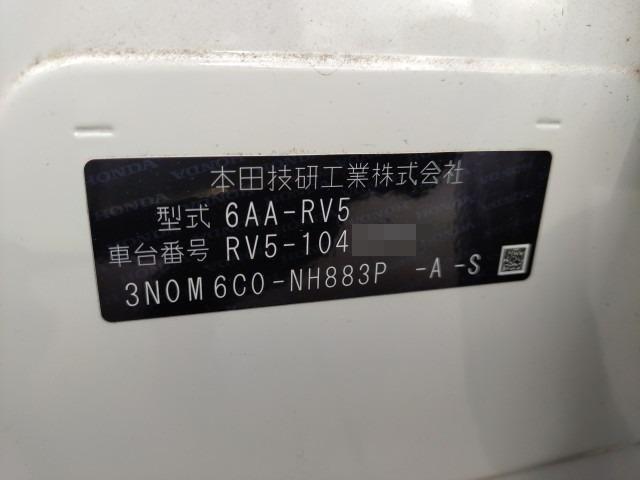 本田技研工業株式会社
型式 6AA-RV5
車台番号 RV5-104
3N0M6C0-NH883P -A -S